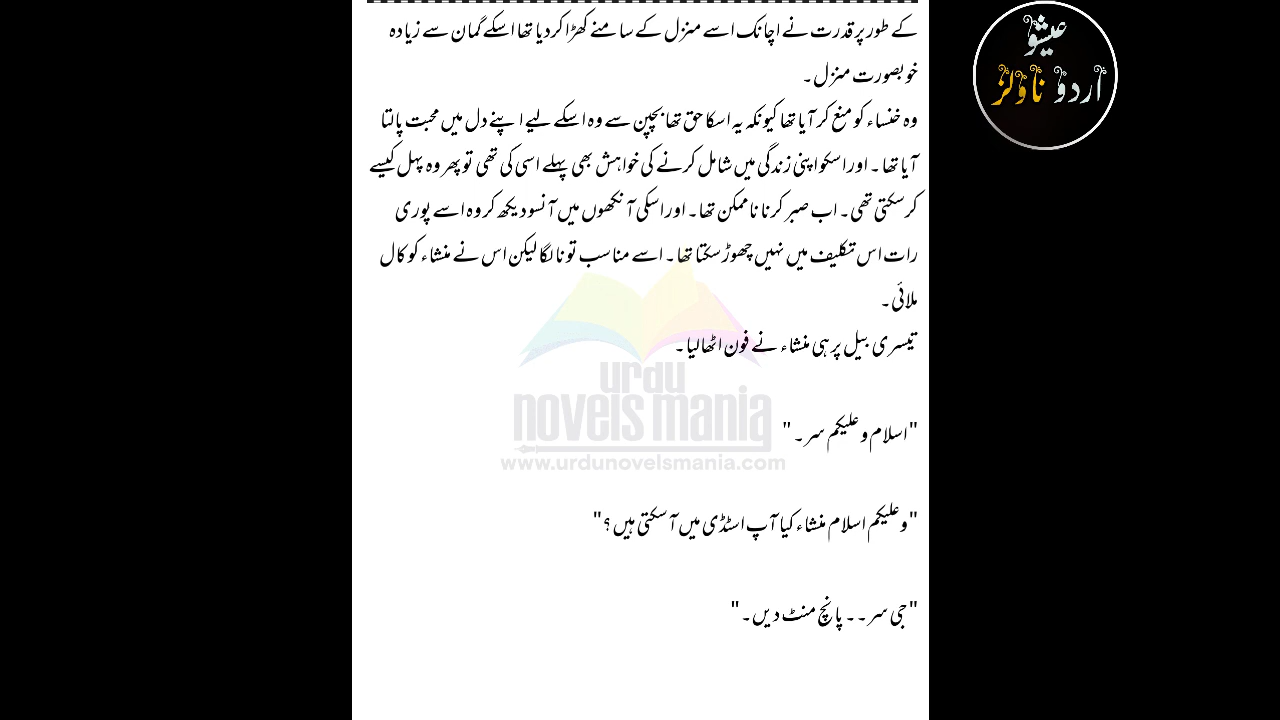 کے طور پر قدرت نے اچانک اسے منزل کے سامنے کھڑا کر دیا تھا اسکے گمان سے زیادہ
خوبصورت منزل۔
وہ خنساء کو منع کر آیا تھا کیونکہ یہ اسکا حق تھا بچپن سے وہ اسکے لیے اپنے دل میں محبت پالتا
آیا تھا۔ اور اسکو اپنی زندگی میں شامل کرنے کی خواہش بھی پہلے اسی کی تھی تو پھر وہ پہل کیسے
کر سکتی تھی۔ اب صبر کرنا ناممکن تھا۔ اور اسکی آنکھوں میں آنسو دیکھ کر وہ اسے پوری
رات اس تکلیف میں نہیں چھوڑ سکتا تھا۔ اسے مناسب تو نا لگا لیکن اس نے منشاء کو کال
ملائی۔
تیسری بیل پر ہی منشاء نے فون اٹھا لیا۔
"اسلام و علیکم سر۔"
"و علیکم اسلام منشاء کیا آپ اسٹڈی میں آ سکتی ہیں؟"
"جی سر۔۔ پانچ منٹ دیں۔"
عیشو
اردو ناولز
urdu
novels mania
www.urdunovelsmania.com